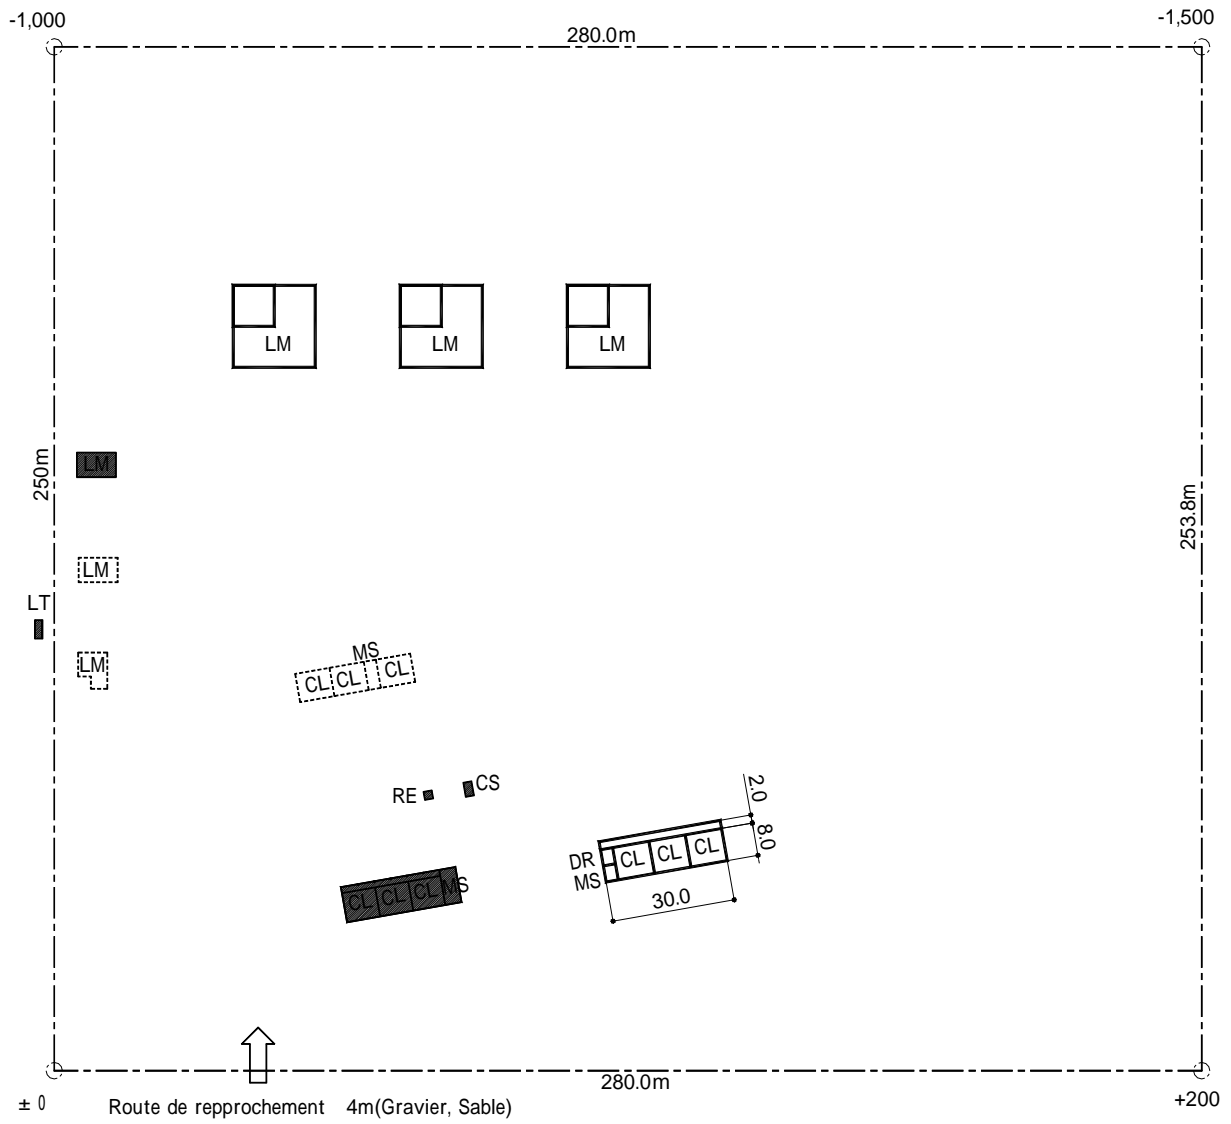 -1,000
-1,500
280.0m
LM
LM
LM
LM
250m
253.8m
LM
LT
LM
MS
CL
CL
CL
RE
CS
2.0
8.0
DR
CL
CL
CL
MS
30.0
CL
CL
CL
MS
280.0m
± 0
Route de repprochement 4m(Gravier, Sable)
+200